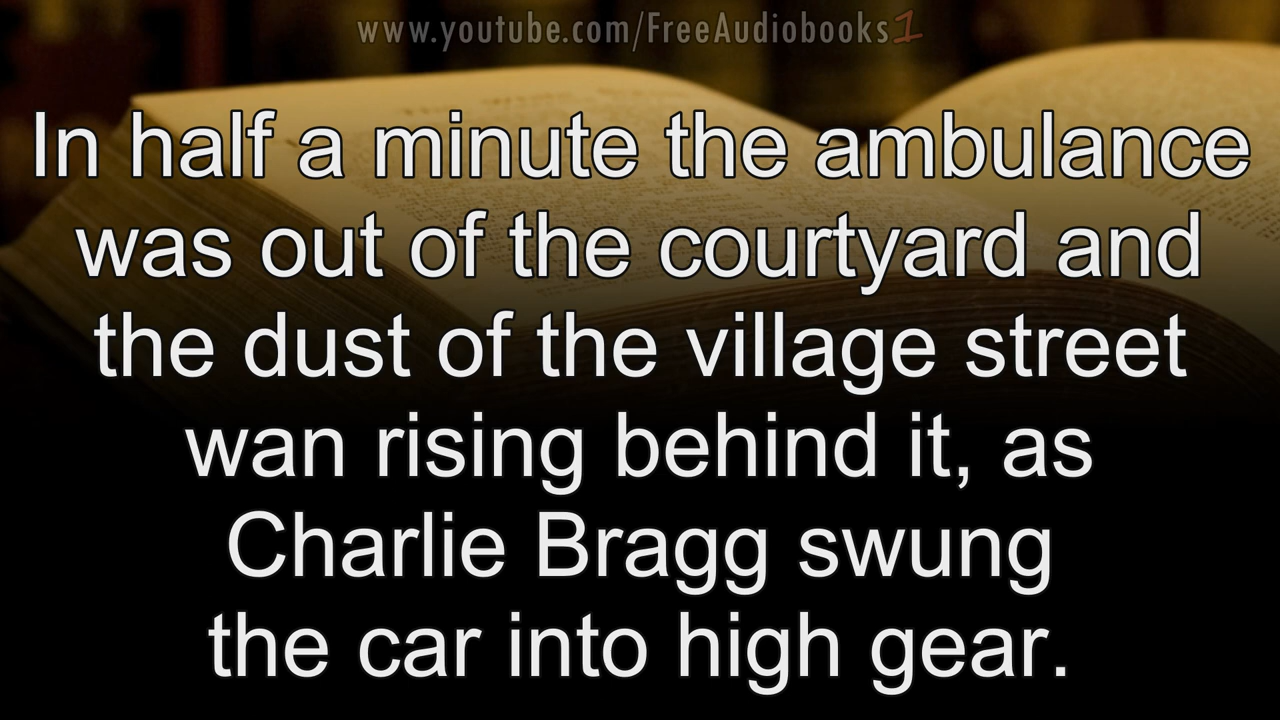 www.youtube.com/FreeAudiobooks1
In half a minute the ambulance
was out of the courtyard and
the dust of the village street
wan rising behind it, as
Charlie Bragg swung
the car into high gear.